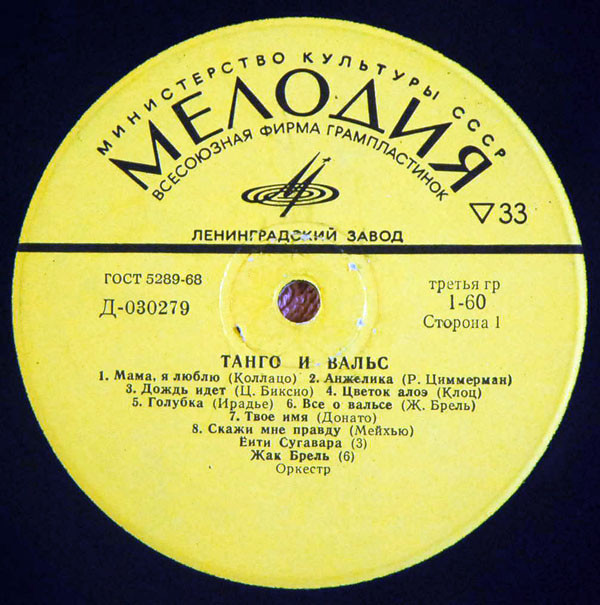 МИНИСТЕРСТВО КУЛЬТУРЫ СССР
МЕЛОДИЯ
ВСЕСОЮЗНАЯ ФИРМА ГРАМПЛАСТИНОК
▽33
ЛЕНИНГРАДСКИЙ ЗАВОД
ГОСТ 5289-68
Д-030279
третья гр
1-60
Сторона 1
ТАНГО И ВАЛЬС
1. Мама, я люблю (Коллацо) 2. Анжелика (Р. Циммерман)
3. Дождь идет (Ц. Биксио) 4. Цветок алоэ (Клоц)
5. Голубка (Ирадье) 6. Все о вальсе (Ж. Брель)
7. Твое имя (Донато)
8. Скажи мне правду (Мейхью)
Ёити Сугавара (3)
Жак Брель (6)
Оркестр